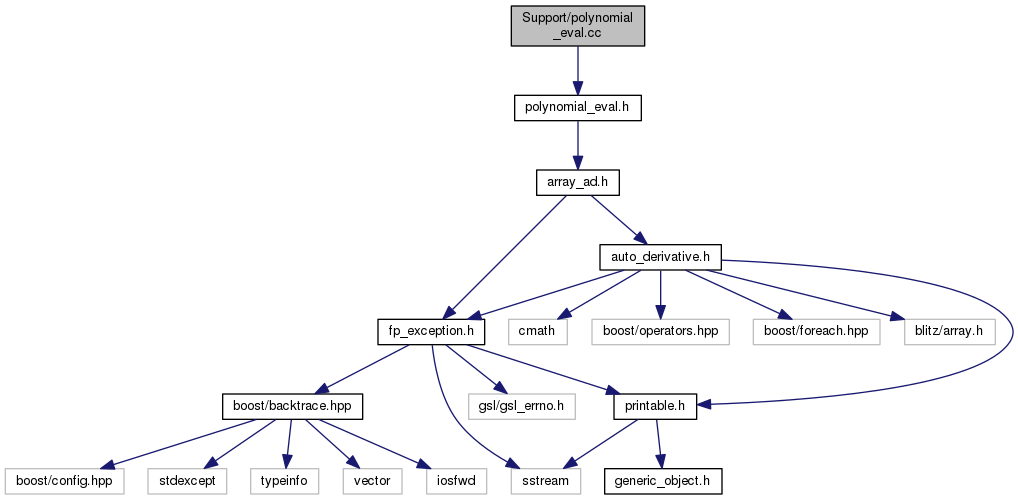 Support/polynomial
_eval.cc
polynomial_eval.h
array_ad.h
auto_derivative.h
fp_exception.h
cmath
boost/operators.hpp
boost/foreach.hpp
blitz/array.h
boost/backtrace.hpp
gsl/gsl_errno.h
printable.h
boost/config.hpp
stdexcept
typeinfo
vector
iosfwd
sstream
generic_object.h